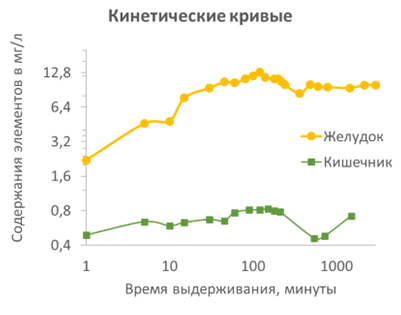 Кинетические кривые
Содержания элементов в мг/л
12,8
6,4
3,2
1,6
0,8
0,4
Желудок
Кишечник
1 10 100 1000
Время выдерживания, минуты